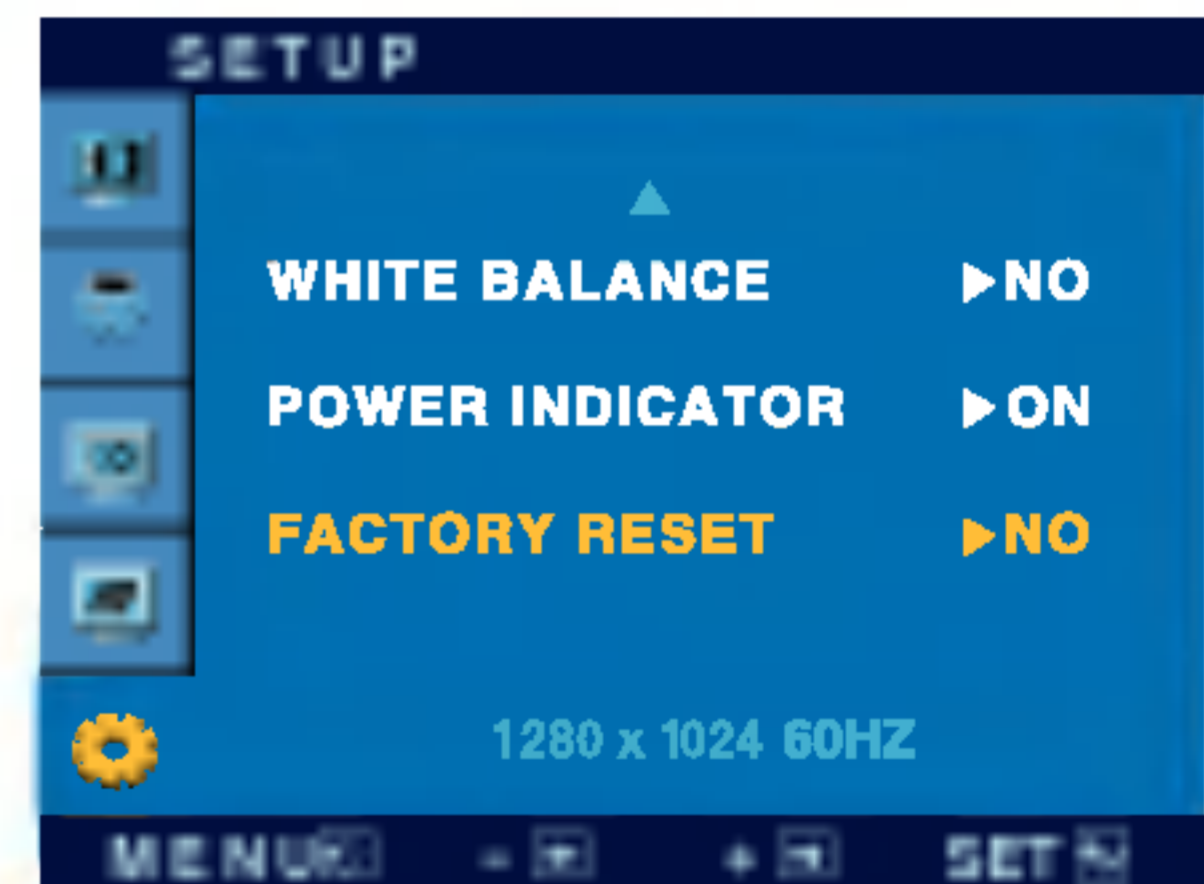 SETUP
WHITE BALANCE ▶NO
POWER INDICATOR ▶ON
FACTORY RESET ▶NO
1280 x 1024 60HZ
MENU - + SET